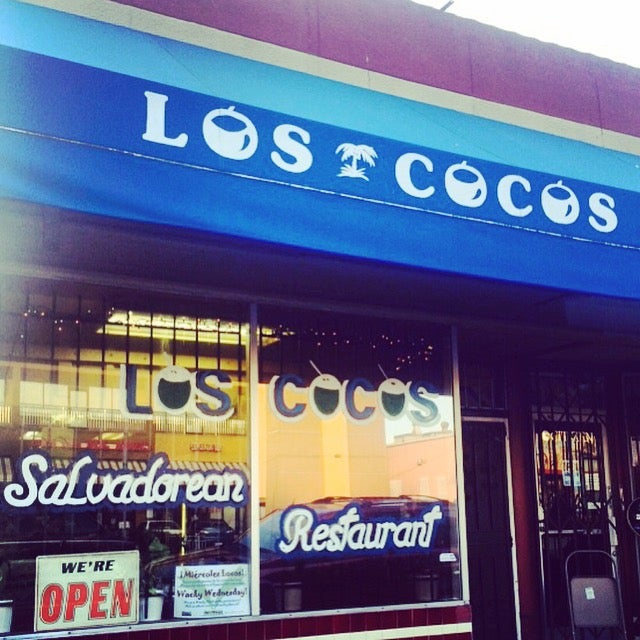 LOS COCOS
LOS COCOS
Salvadorean
Restaurant
WE'RE
OPEN
¡Miércoles Locos!
Wacky Wednesday!